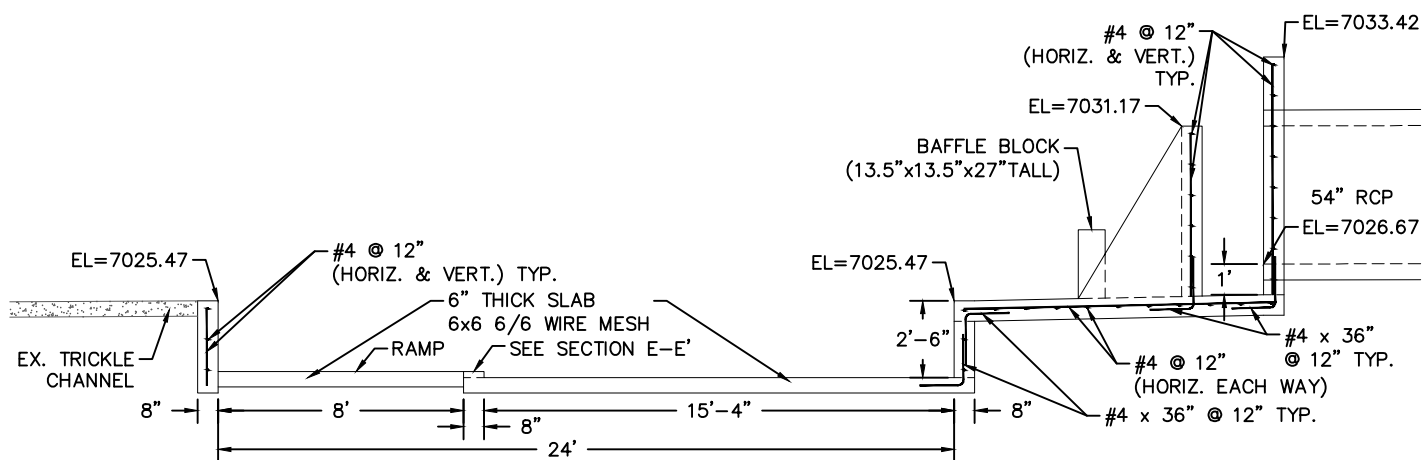 EL=7033.42
#4 @ 12”
(HORIZ. & VERT.)
TYP.
EL=7031.17
BAFFLE BLOCK
(13.5”x13.5”x27”TALL)
54” RCP
EL=7026.67
1’
EL=7025.47
#4 @ 12”
(HORIZ. & VERT.) TYP.
EL=7025.47
6” THICK SLAB
6x6 6/6 WIRE MESH
2’-6”
EX. TRICKLE
CHANNEL
RAMP
SEE SECTION E-E’
#4 x 36”
@ 12” TYP.
#4 @ 12”
(HORIZ. EACH WAY)
#4 x 36” @ 12” TYP.
8”
8’
8”
15’-4”
8”
24’